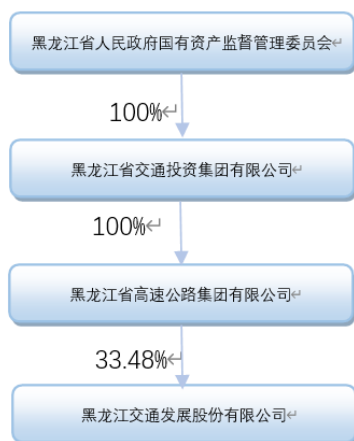 黑龙江省人民政府国有资产监督管理委员会↵
100%↵
黑龙江省交通投资集团有限公司↵
100%↵
黑龙江省高速公路集团有限公司↵
33.48%↵
黑龙江交通发展股份有限公司↵